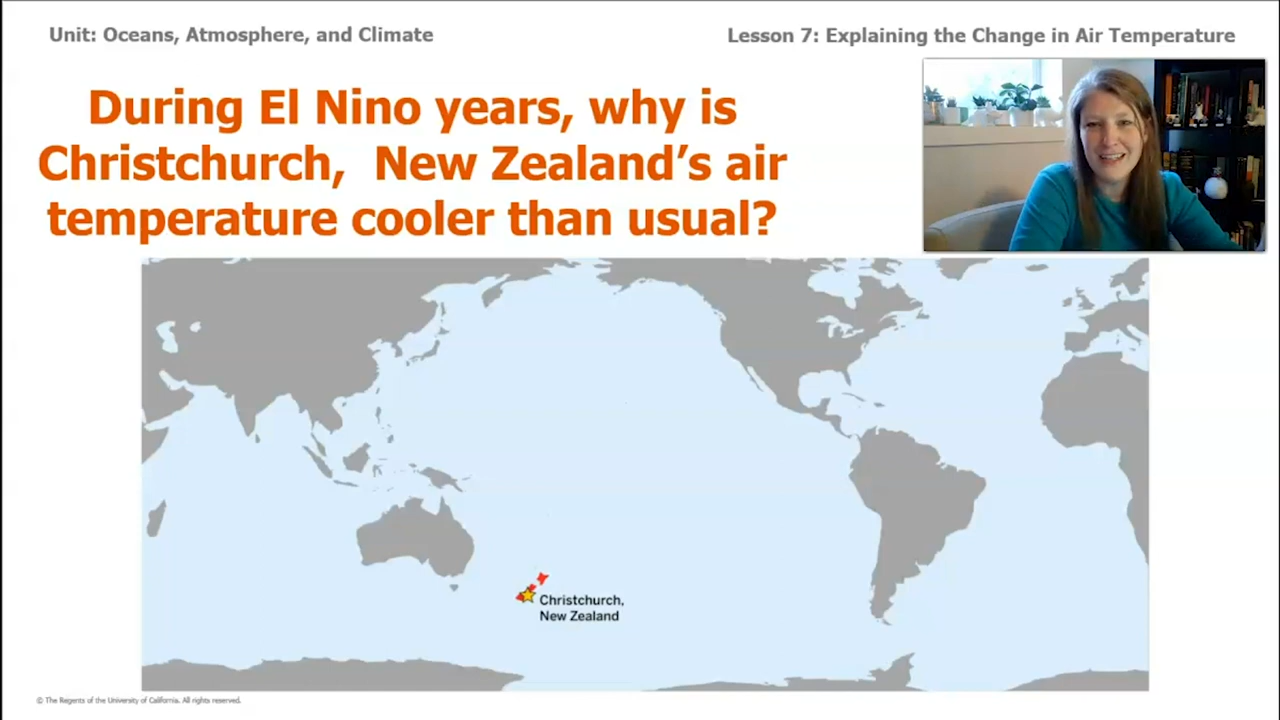 Unit: Oceans, Atmosphere, and Climate
Lesson 7: Explaining the Change in Air Temperature
During El Nino years, why is
Christchurch,  New Zealand’s air
temperature cooler than usual?
Christchurch,
New Zealand
© The Regents of the University of California. All rights reserved.